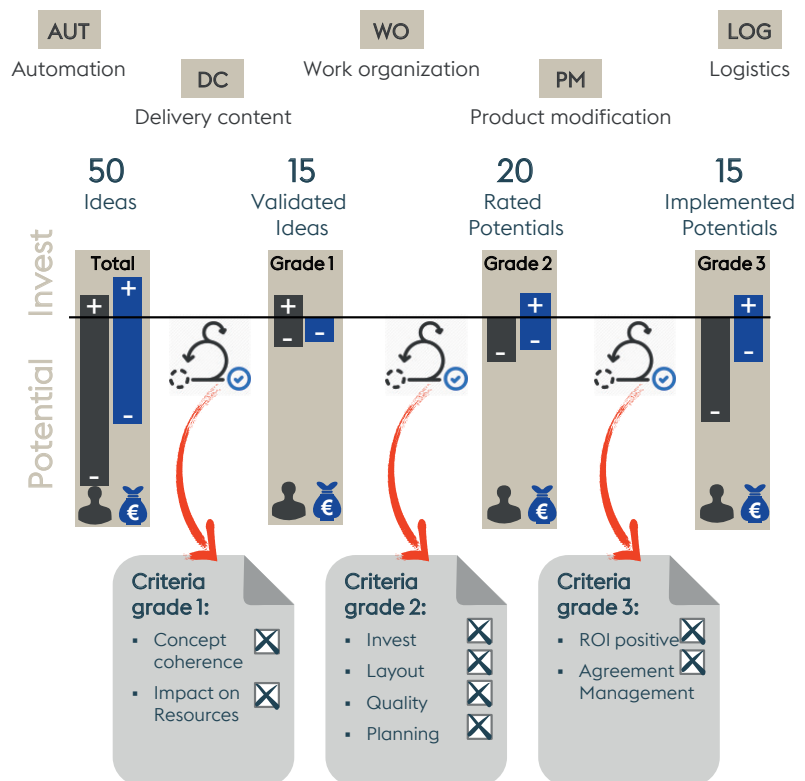 AUT
Automation
DC
Delivery content
WO
Work organization
PM
Product modification
LOG
Logistics
50
Ideas
15
Validated
Ideas
20
Rated
Potentials
15
Implemented
Potentials
Invest
Potential
Total
+
+
-
-
Grade 1
+
-
-
Grade 2
+
-
-
Grade 3
+
-
-
€
€
€
€
Criteria
grade 1:
▪ Concept
coherence
▪ Impact on
Resources
Criteria
grade 2:
▪ Invest
▪ Layout
▪ Quality
▪ Planning
Criteria
grade 3:
▪ ROI positive
▪ Agreement
Management